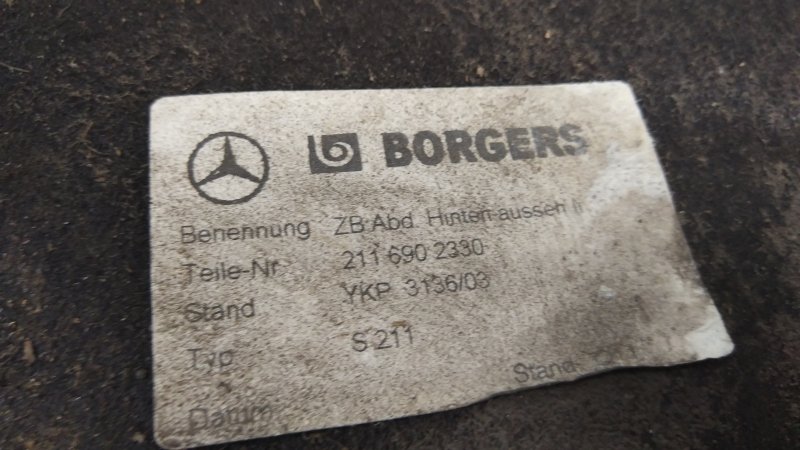 BORGERS
Benennung ZB Abd. Hinten aussen li
Teile-Nr 211 690 2330
Stand YKP 3136/03
Typ S 211
Datum Stand